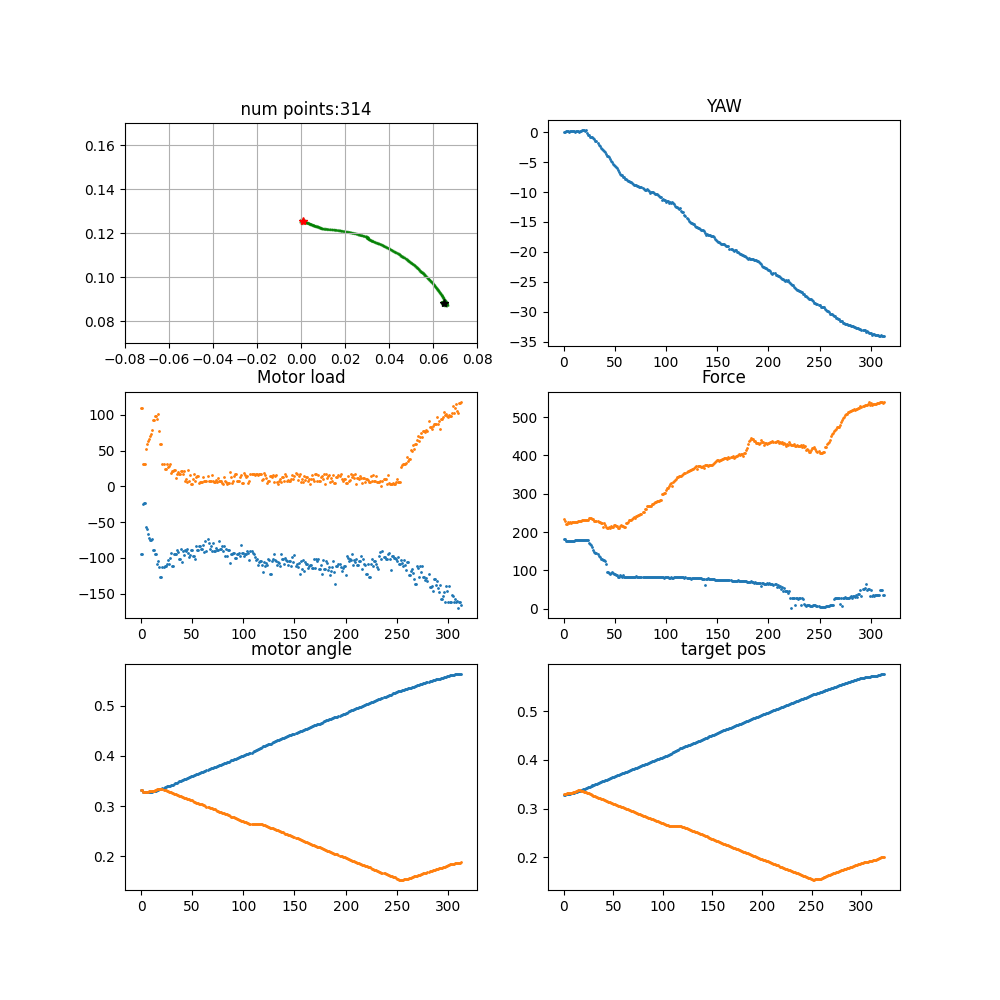 num points:314
0.16
0.14
0.12
0.10
0.08
−0.08 −0.06 −0.04 −0.02 0.00 0.02 0.04 0.06 0.08
YAW
0
−5
−10
−15
−20
−25
−30
−35
0 50 100 150 200 250 300
Motor load
100
50
0
−50
−100
−150
0 50 100 150 200 250 300
Force
500
400
300
200
100
0
0 50 100 150 200 250 300
motor angle
0.5
0.4
0.3
0.2
0 50 100 150 200 250 300
target pos
0.5
0.4
0.3
0.2
0 50 100 150 200 250 300